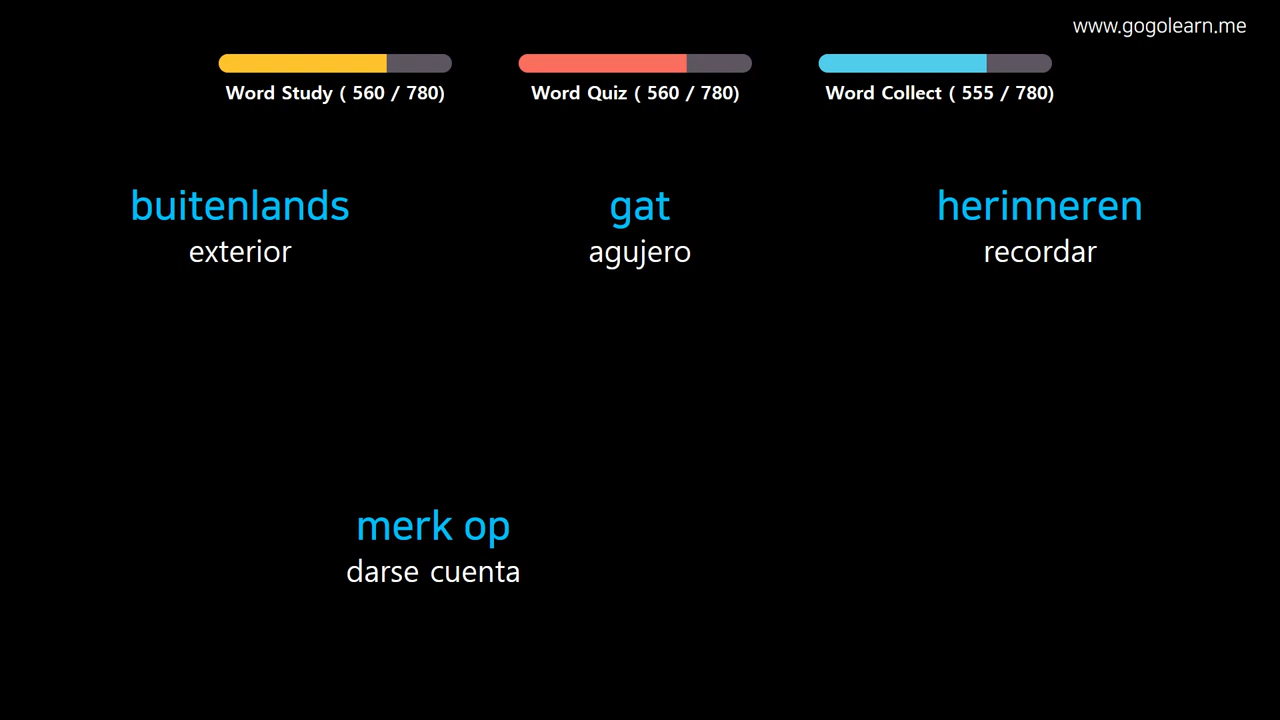 www.gogolearn.me
Word Study ( 560 / 780)
Word Quiz ( 560 / 780)
Word Collect ( 555 / 780)
buitenlands
exterior
gat
agujero
herinneren
recordar
merk op
darse cuenta